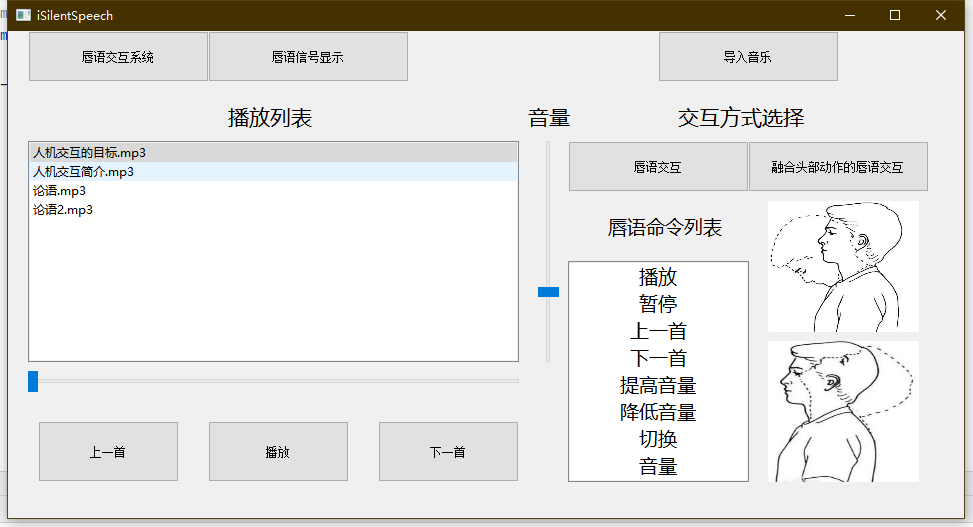 iSilentSpeech
唇语交互系统
唇语信号显示
导入音乐
播放列表
音量
交互方式选择
人机交互的目标.mp3
人机交互简介.mp3
论语.mp3
论语2.mp3
唇语交互
融合头部动作的唇语交互
唇语命令列表
播放
暂停
上一首
下一首
提高音量
降低音量
切换
音量
上一首
播放
下一首